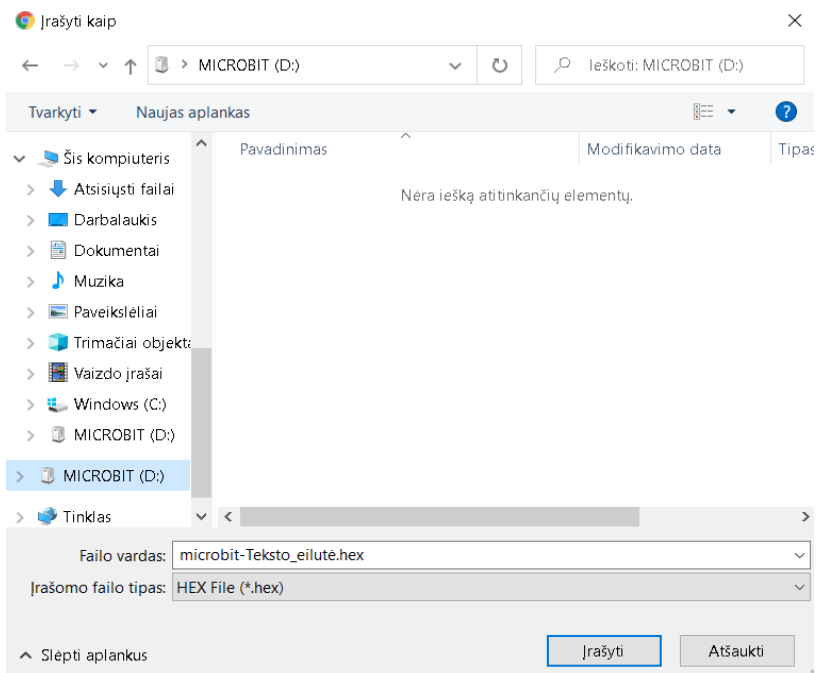 Įrašyti kaip
MICROBIT (D:)
Ieškoti: MICROBIT (D:)
Tvarkyti
Naujas aplankas
?
Šis kompiuteris
Atsisiųsti failai
Darbalaukis
Dokumentai
Muzika
Paveikslėliai
Trimačiai objekta
Vaizdo įrašai
Windows (C:)
MICROBIT (D:)
MICROBIT (D:)
Tinklas
Pavadinimas
Modifikavimo data
Tipas
Nėra iešką atitinkančių elementų.
Failo vardas: microbit-Teksto_eilutė.hex
Įrašomo failo tipas: HEX File (*.hex)
Slėpti aplankus
Įrašyti
Atšaukti